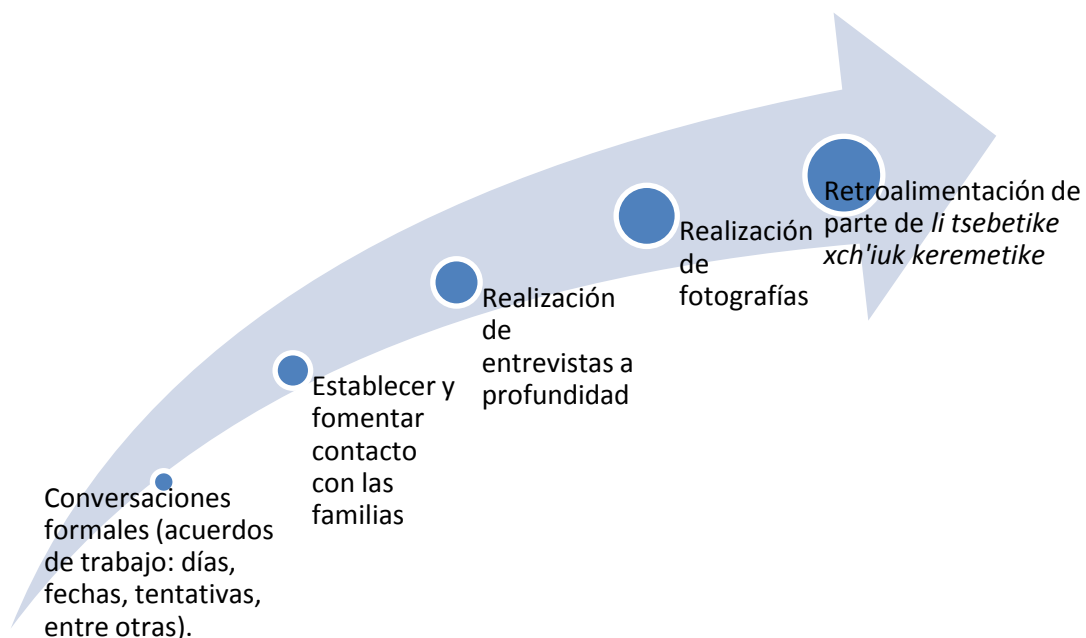 Conversaciones
formales (acuerdos
de trabajo: días,
fechas, tentativas,
entre otras).
Establecer y
fomentar
contacto
con las
familias
Realización
de
entrevistas a
profundidad
Realización
de
fotografías
Retroalimentación de
parte de li tsebetike
xch'iuk keremetike